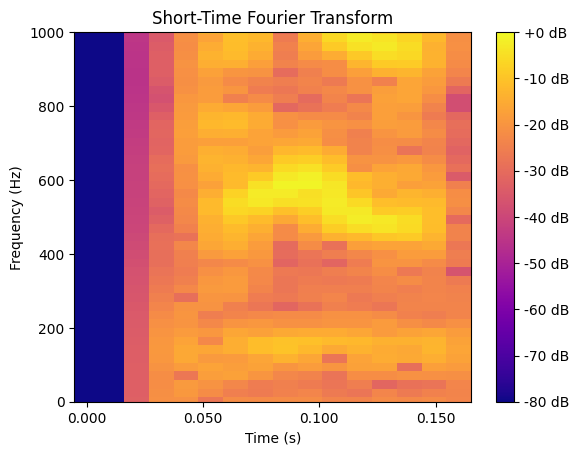 Short-Time Fourier Transform
1000
800
600
400
200
0
Frequency (Hz)
0.000
0.050
0.100
0.150
Time (s)
+0 dB
-10 dB
-20 dB
-30 dB
-40 dB
-50 dB
-60 dB
-70 dB
-80 dB